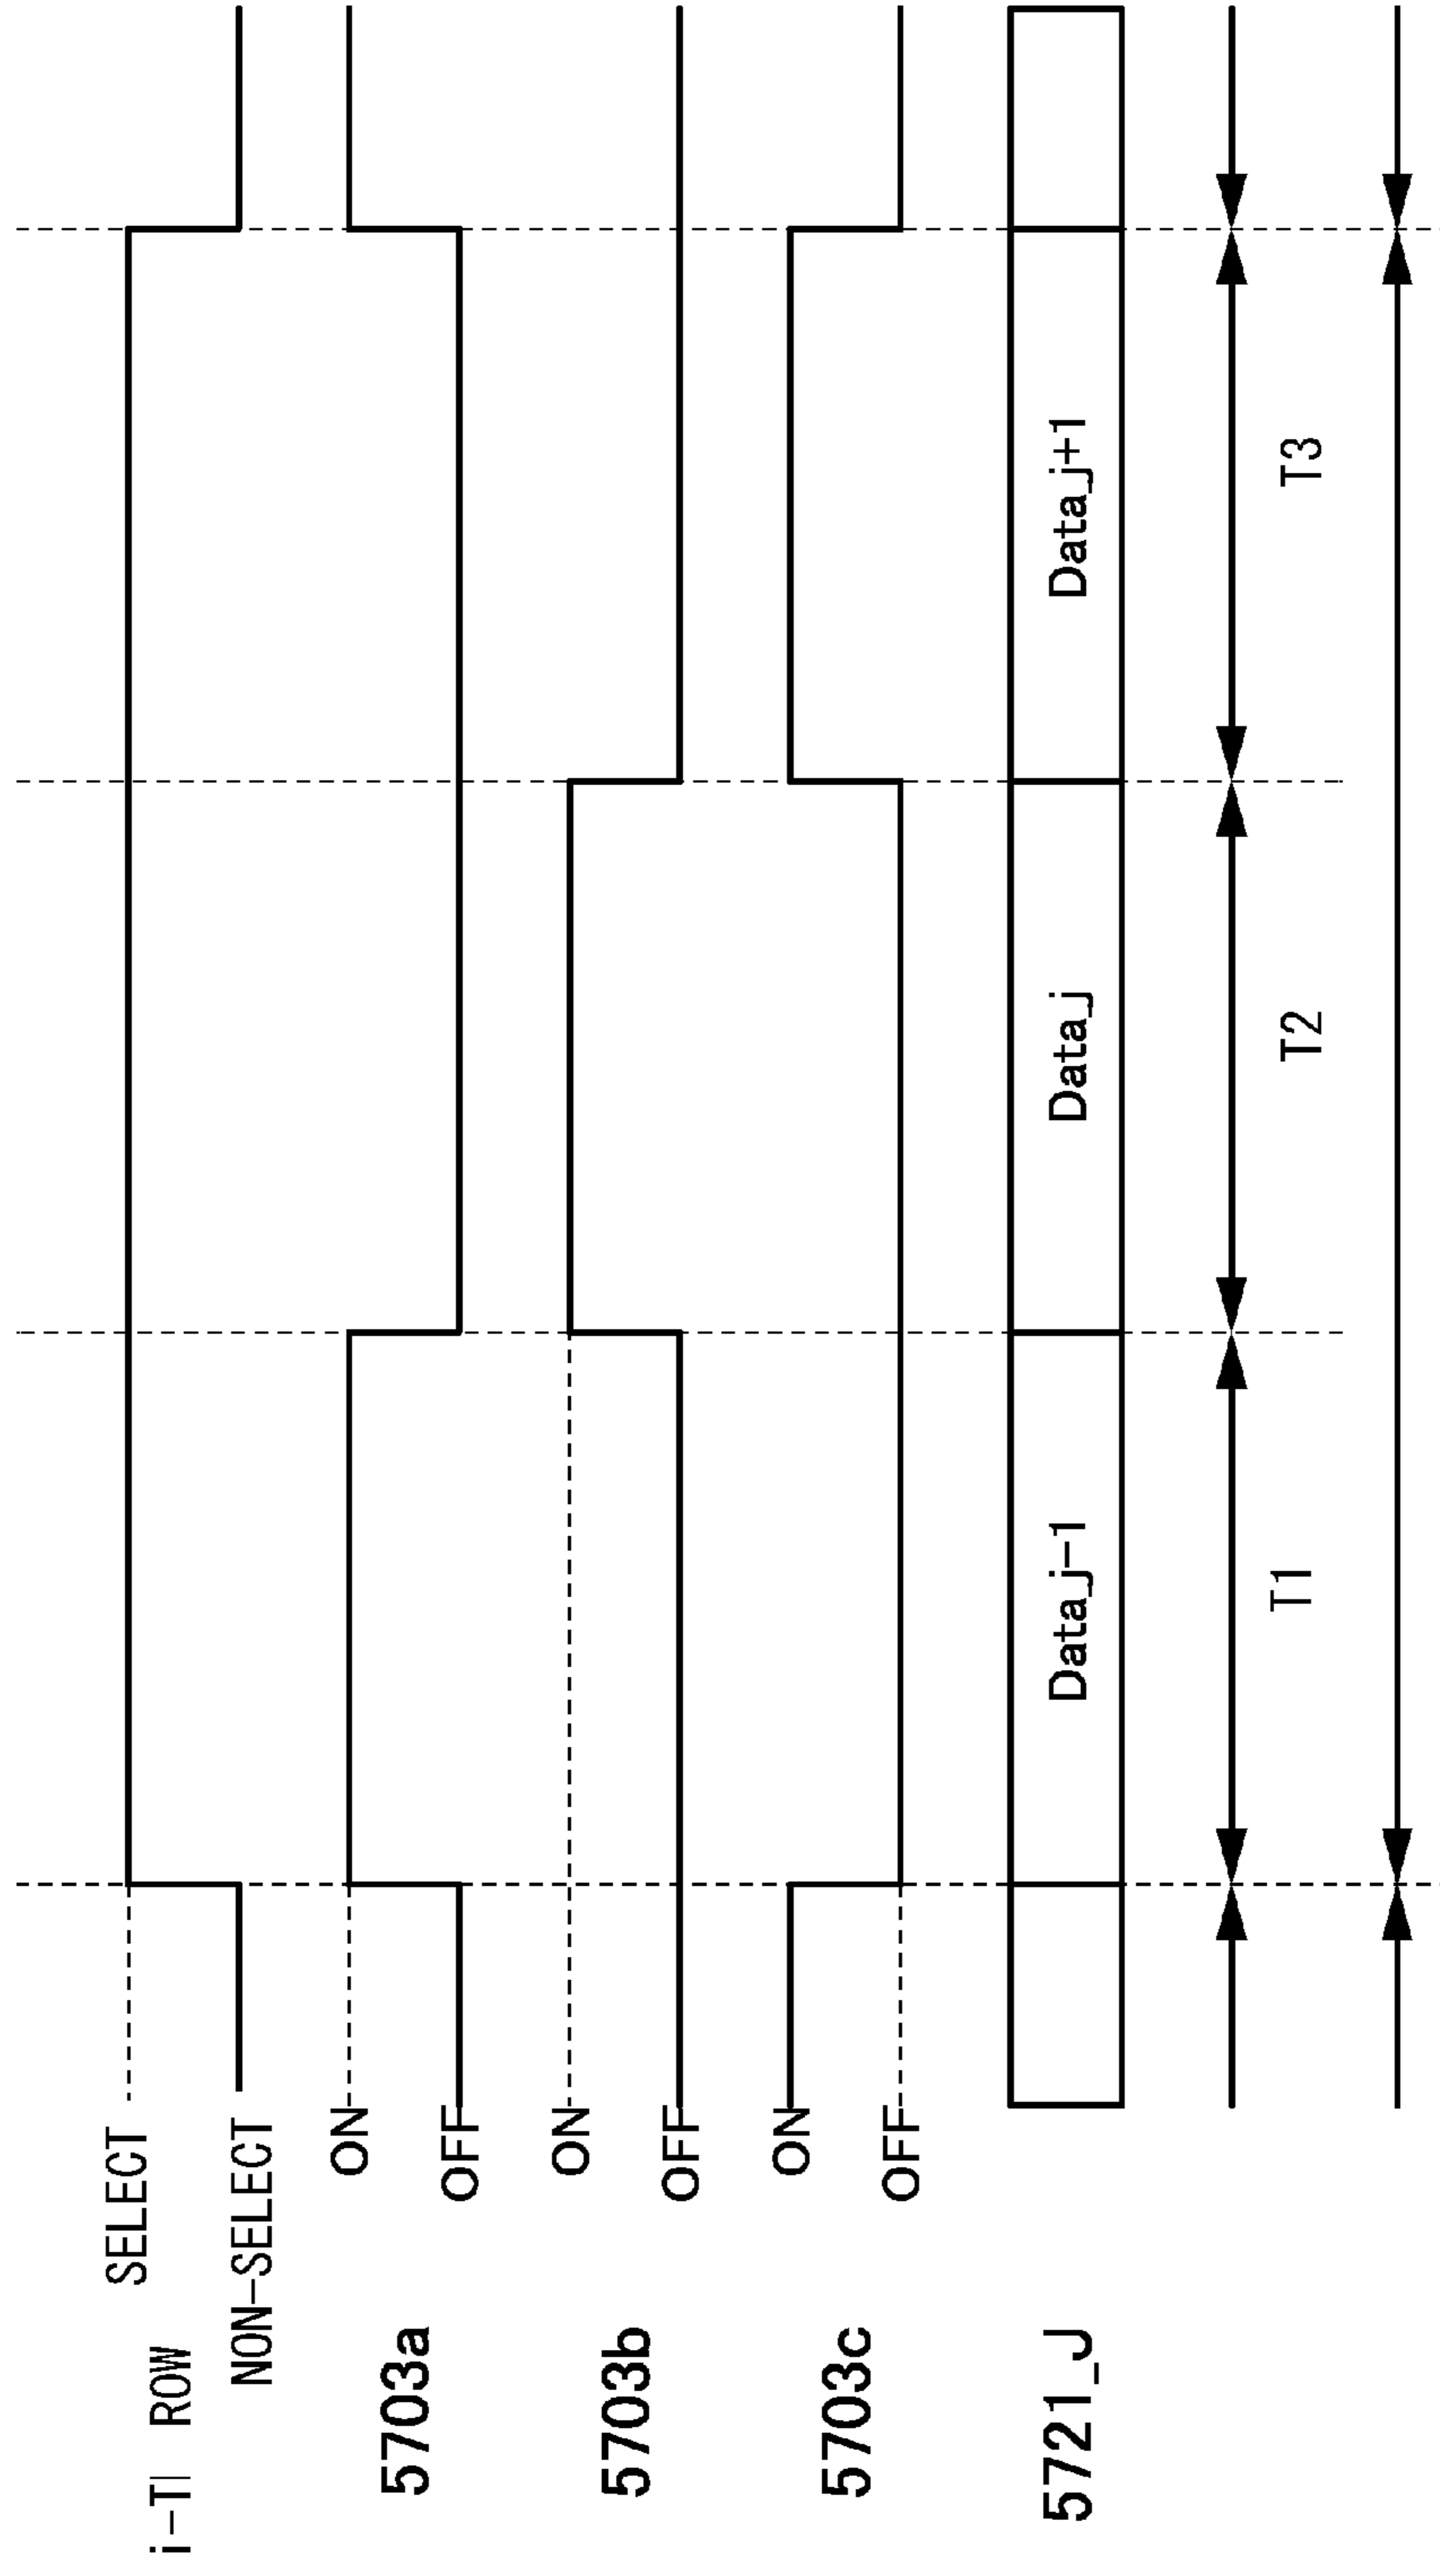 SELECT
i-TI ROW
NON-SELECT
ON
5703a
OFF
ON
5703b
OFF
ON
5703c
OFF
5721_J
Data_j-1
Data_j
Data_j+1
T1
T2
T3